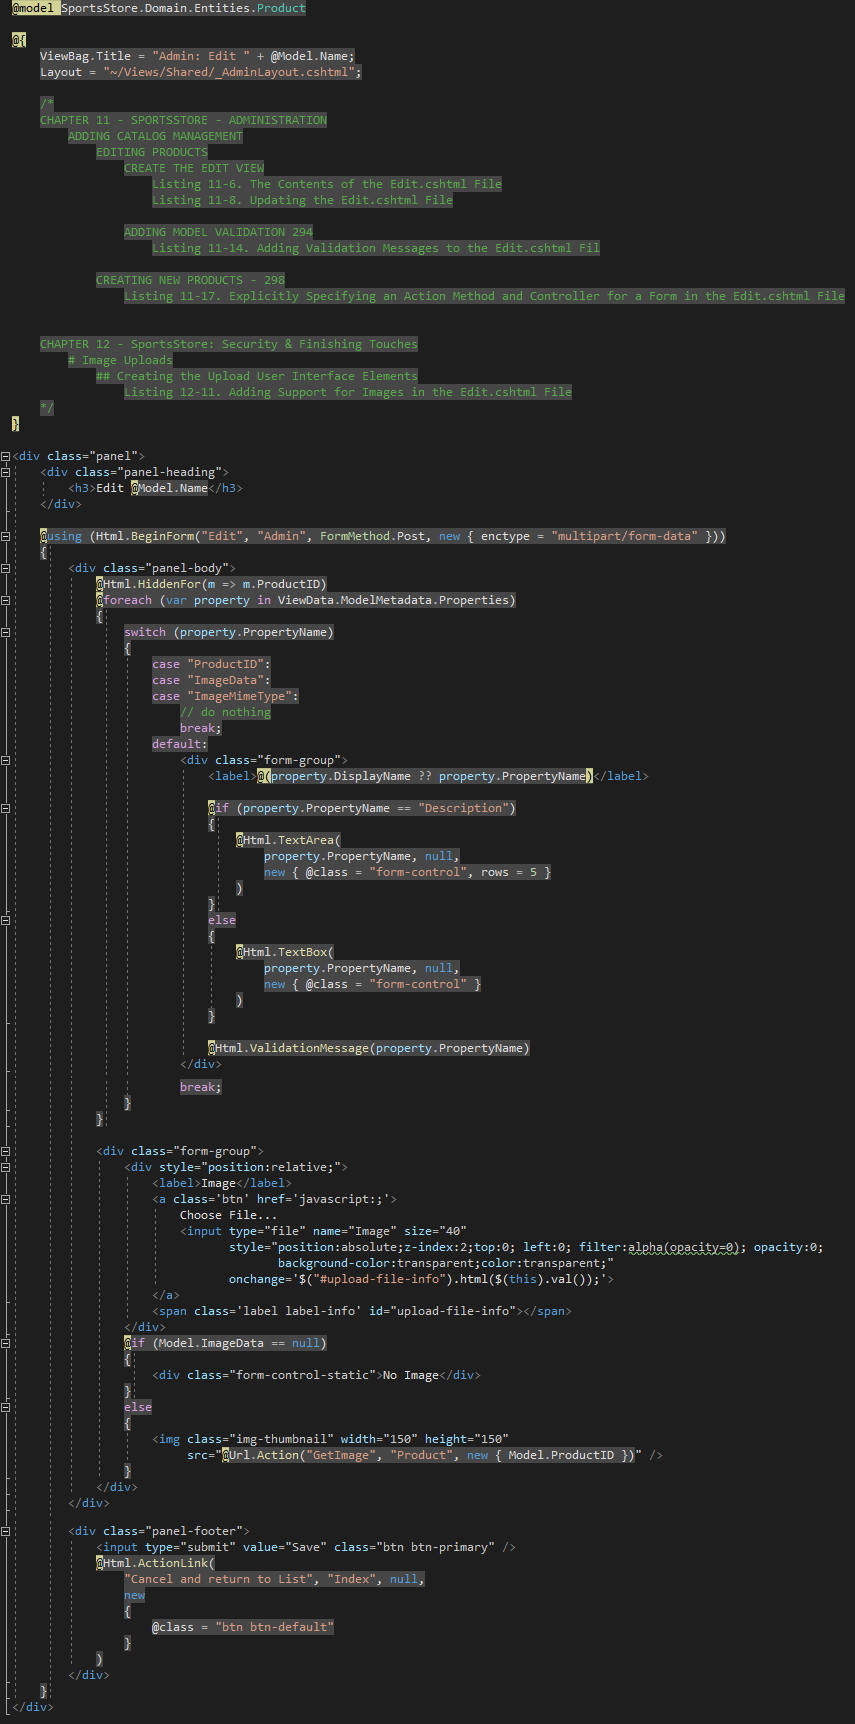 @model SportsStore.Domain.Entities.Product
@{
ViewBag.Title = "Admin: Edit " + @Model.Name;
Layout = "~/Views/Shared/_AdminLayout.cshtml";
/*
CHAPTER 11 - SPORTSSTORE - ADMINISTRATION
ADDING CATALOG MANAGEMENT
EDITING PRODUCTS
CREATE THE EDIT VIEW
Listing 11-6. The Contents of the Edit.cshtml File
Listing 11-8. Updating the Edit.cshtml File
ADDING MODEL VALIDATION 294
Listing 11-14. Adding Validation Messages to the Edit.cshtml Fil
CREATING NEW PRODUCTS - 298
Listing 11-17. Explicitly Specifying an Action Method and Controller for a Form in the Edit.cshtml File
CHAPTER 12 - SportsStore: Security & Finishing Touches
# Image Uploads
## Creating the Upload User Interface Elements
Listing 12-11. Adding Support for Images in the Edit.cshtml File
*/
}
<div class="panel">
<div class="panel-heading">
<h3>Edit @Model.Name</h3>
</div>
@using (Html.BeginForm("Edit", "Admin", FormMethod.Post, new { enctype = "multipart/form-data" }))
{
<div class="panel-body">
@Html.HiddenFor(m => m.ProductID)
@foreach (var property in ViewData.ModelMetadata.Properties)
{
switch (property.PropertyName)
{
case "ProductID":
case "ImageData":
case "ImageMimeType":
// do nothing
break;
default:
<div class="form-group">
<label>@(property.DisplayName ?? property.PropertyName)</label>
@if (property.PropertyName == "Description")
{
@Html.TextArea(
property.PropertyName, null,
new { @class = "form-control", rows = 5 }
)
}
else
{
@Html.TextBox(
property.PropertyName, null,
new { @class = "form-control" }
)
}
@Html.ValidationMessage(property.PropertyName)
</div>
break;
}
}
<div class="form-group">
<div style="position:relative;">
<label>Image</label>
<a class='btn' href='javascript:;'>
Choose File...
<input type="file" name="Image" size="40"
style="position:absolute;z-index:2;top:0; left:0; filter:alpha(opacity=0); opacity:0;
background-color:transparent;color:transparent;"
onchange='$("#upload-file-info").html($(this).val());'>
</a>
<span class='label label-info' id="upload-file-info"></span>
</div>
@if (Model.ImageData == null)
{
<div class="form-control-static">No Image</div>
}
else
{
<img class="img-thumbnail" width="150" height="150"
src="@Url.Action("GetImage", "Product", new { Model.ProductID })" />
}
</div>
</div>
<div class="panel-footer">
<input type="submit" value="Save" class="btn btn-primary" />
@Html.ActionLink(
"Cancel and return to List", "Index", null,
new
{
@class = "btn btn-default"
}
)
</div>
}
</div>